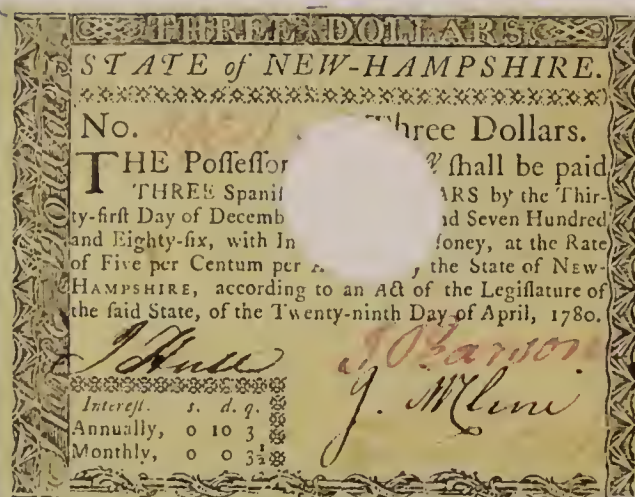 THREE DOLLARS
STATE of NEW-HAMPSHIRE.
No. Three Dollars.
THE Poſſeſſor ſhall be paid
THREE Spaniſ ARS by the Thir-
ty-firſt Day of Decemb nd Seven Hundred
and Eighty-ſix, with In oney, at the Rate
of Five per Centum per y the State of NEW-
HAMPSHIRE, according to an Act of the Legiſlature of
the ſaid State, of the Twenty-ninth Day of April, 1780.
Intereſt. s. d. q.
Annually, 0 10 3
Monthly, 0 0 3½